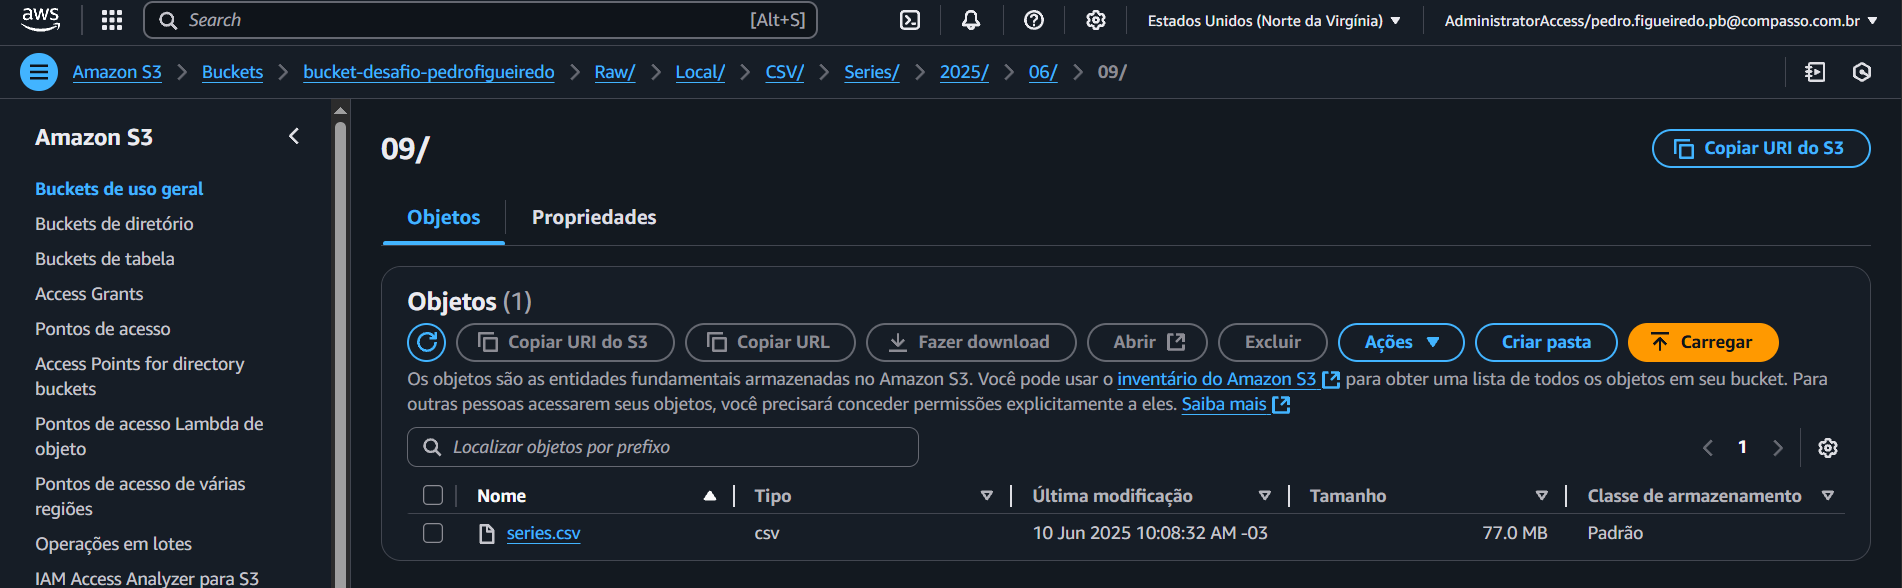 aws
Search [Alt+S] Estados Unidos (Norte da Virgínia) AdministratorAccess/pedro.figueiredo.pb@compasso.com.br
Amazon S3 Buckets bucket-desafio-pedrofigueiredo Raw/ Local/ CSV/ Series/ 2025/ 06/ 09/
Amazon S3
Buckets de uso geral
Buckets de diretório
Buckets de tabela
Access Grants
Pontos de acesso
Access Points for directory
buckets
Pontos de acesso Lambda de
objeto
Pontos de acesso de várias
regiões
Operações em lotes
IAM Access Analyzer para S3
09/
Copiar URI do S3
Objetos Propriedades
Objetos (1)
Copiar URI do S3 Copiar URL Fazer download Abrir Excluir Ações Criar pasta Carregar
Os objetos são as entidades fundamentais armazenadas no Amazon S3. Você pode usar o inventário do Amazon S3 para obter uma lista de todos os objetos em seu bucket. Para
outras pessoas acessarem seus objetos, você precisará conceder permissões explicitamente a eles. Saiba mais
Localizar objetos por prefixo
1
Nome Tipo Última modificação Tamanho Classe de armazenamento
series.csv csv 10 Jun 2025 10:08:32 AM -03 77.0 MB Padrão